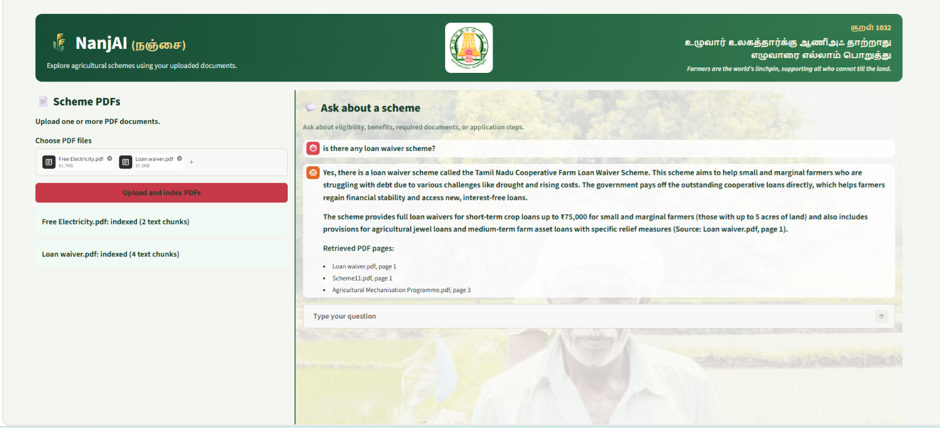 NanjAI (நஞ்சை)
Explore agricultural schemes using your uploaded documents.
குறள் 1032
உழுவார் உலகத்தார்க்கு ஆணிஅஃ தாற்றாது
எழுவாரை எல்லாம் பொறுத்து
Farmers are the world's linchpin, supporting all who cannot till the land.
Scheme PDFs
Upload one or more PDF documents.
Choose PDF files
Free Electricity.pdf
61.7KB
Loan waiver.pdf
57.5KB
Upload and index PDFs
Free Electricity.pdf: indexed (2 text chunks)
Loan waiver.pdf: indexed (4 text chunks)
Ask about a scheme
Ask about eligibility, benefits, required documents, or application steps.
is there any loan waiver scheme?
Yes, there is a loan waiver scheme called the Tamil Nadu Cooperative Farm Loan Waiver Scheme. This scheme aims to help small and marginal farmers who are
struggling with debt due to various challenges like drought and rising costs. The government pays off the outstanding cooperative loans directly, which helps farmers
regain financial stability and access new, interest-free loans.
The scheme provides full loan waivers for short-term crop loans up to ₹75,000 for small and marginal farmers (those with up to 5 acres of land) and also includes
provisions for agricultural jewel loans and medium-term farm asset loans with specific relief measures (Source: Loan waiver.pdf, page 1).
Retrieved PDF pages:
• Loan waiver.pdf, page 1
• Scheme11.pdf, page 1
• Agricultural Mechanisation Programme.pdf, page 3
Type your question